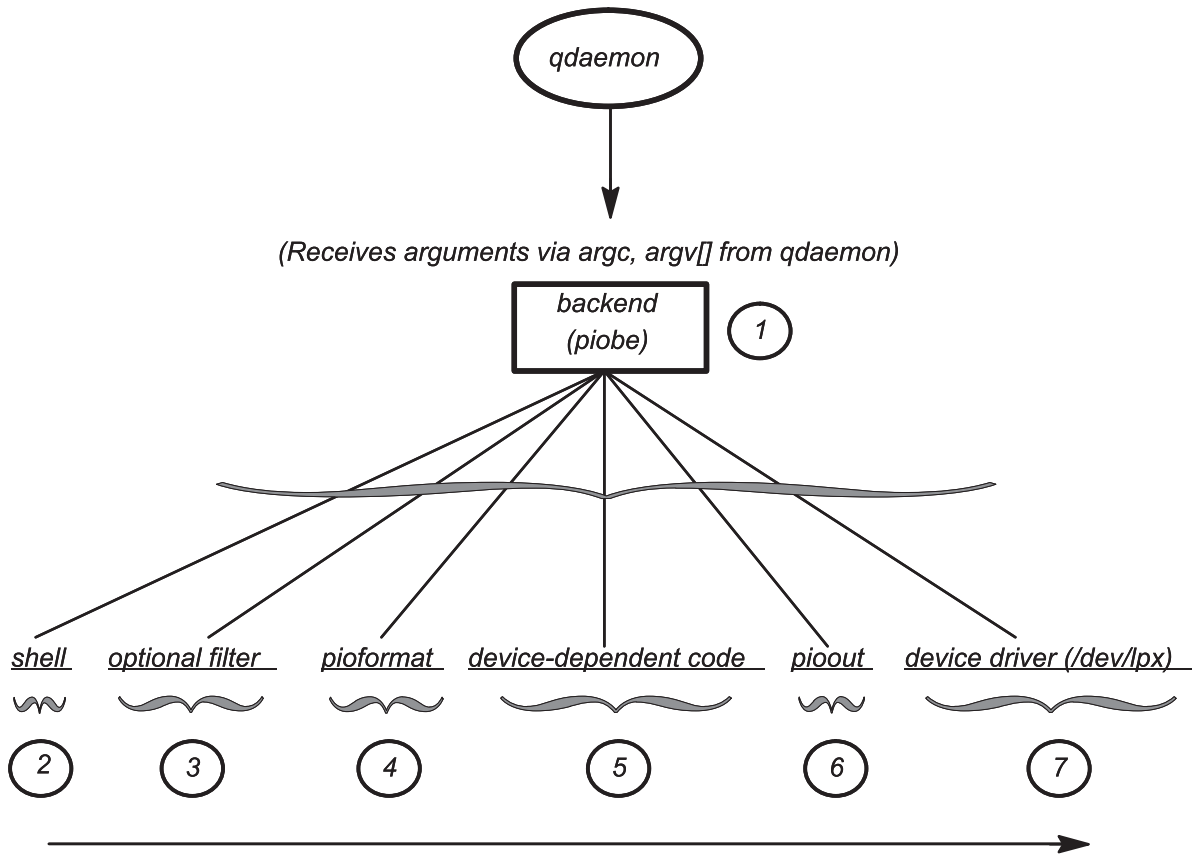 qdaemon
(Receives arguments via argc, argv[] from qdaemon)
backend
(piobe)
1
shell optional filter pioformat device-dependent code pioout device driver (/dev/lpx)
2 3 4 5 6 7